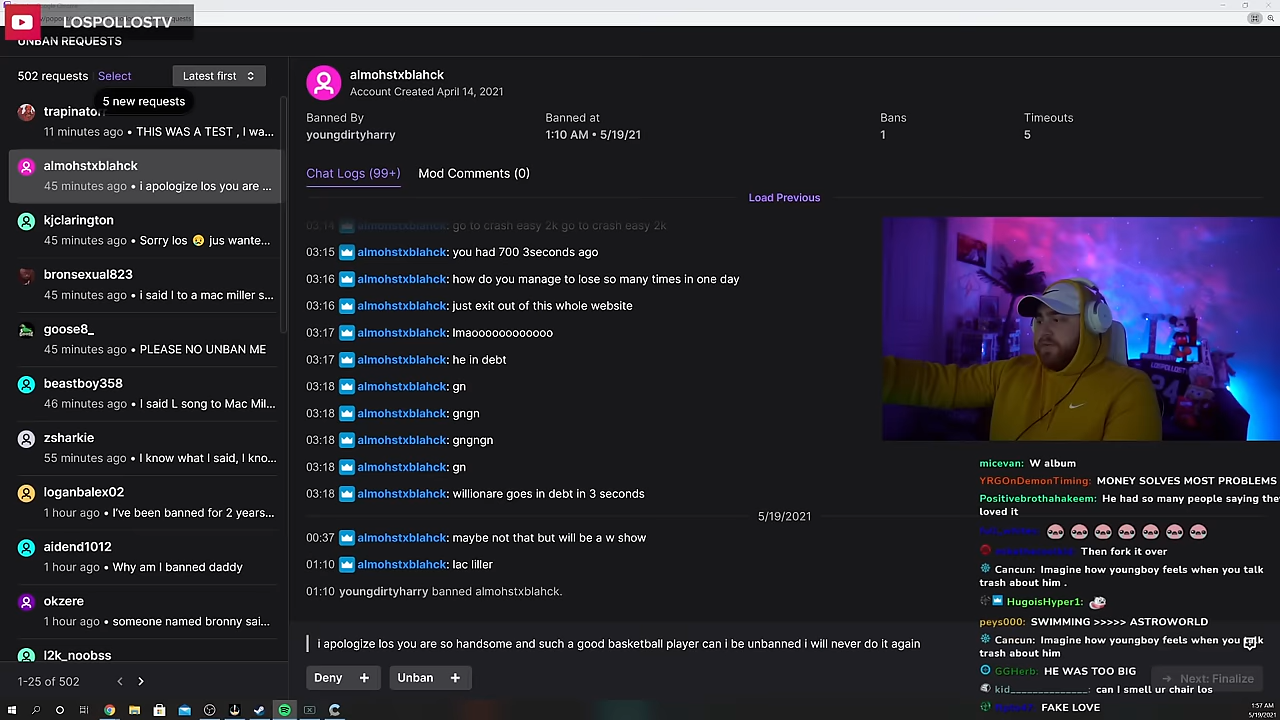 LOSPOLLOSTV
UNBAN REQUESTS
502 requests Select
Latest first
5 new requests
trapinator
11 minutes ago • THIS WAS A TEST , I wa...
almohstxblahck
45 minutes ago • i apologize los you are ...
kjclarington
45 minutes ago • Sorry los 😢 jus wante...
bronsexual823
45 minutes ago • i said l to a mac miller s...
goose8_
45 minutes ago • PLEASE NO UNBAN ME
beastboy358
46 minutes ago • I said L song to Mac Mil...
zsharkie
55 minutes ago • I know what I said, I kno...
loganbalex02
1 hour ago • I've been banned for 2 years...
aidend1012
1 hour ago • Why am I banned daddy
okzere
1 hour ago • someone named bronny sai...
l2k_noobss
1-25 of 502
almohstxblahck
Account Created April 14, 2021
Banned By
youngdirtyharry
Banned at
1:10 AM • 5/19/21
Bans
1
Timeouts
5
Chat Logs (99+)
Mod Comments (0)
Load Previous
03:14 almohstxblahck: go to crash easy 2k go to crash easy 2k
03:15 almohstxblahck: you had 700 3seconds ago
03:16 almohstxblahck: how do you manage to lose so many times in one day
03:16 almohstxblahck: just exit out of this whole website
03:17 almohstxblahck: lmaooooooooooo
03:17 almohstxblahck: he in debt
03:18 almohstxblahck: gn
03:18 almohstxblahck: gngn
03:18 almohstxblahck: gngngn
03:18 almohstxblahck: gn
03:18 almohstxblahck: willionare goes in debt in 3 seconds
5/19/2021
00:37 almohstxblahck: maybe not that but will be a w show
01:10 almohstxblahck: lac liller
01:10 youngdirtyharry banned almohstxblahck.
i apologize los you are so handsome and such a good basketball player can i be unbanned i will never do it again
Deny +
Unban +
LOSPOLLOST
24
micevan: W album
YRGOnDemonTiming: MONEY SOLVES MOST PROBLEMS
Positivebrothahakeem: He had so many people saying they
loved it
Then fork it over
Cancun: Imagine how youngboy feels when you talk
trash about him .
HugoisHyper1:
peys000: SWIMMING >>>>> ASTROWORLD
Cancun: Imagine how youngboy feels when you talk
trash about him
GGHerb: HE WAS TOO BIG
Next: Finalize
kid______________: can I smell ur chair los
FAKE LOVE
1:57 AM
5/19/2021